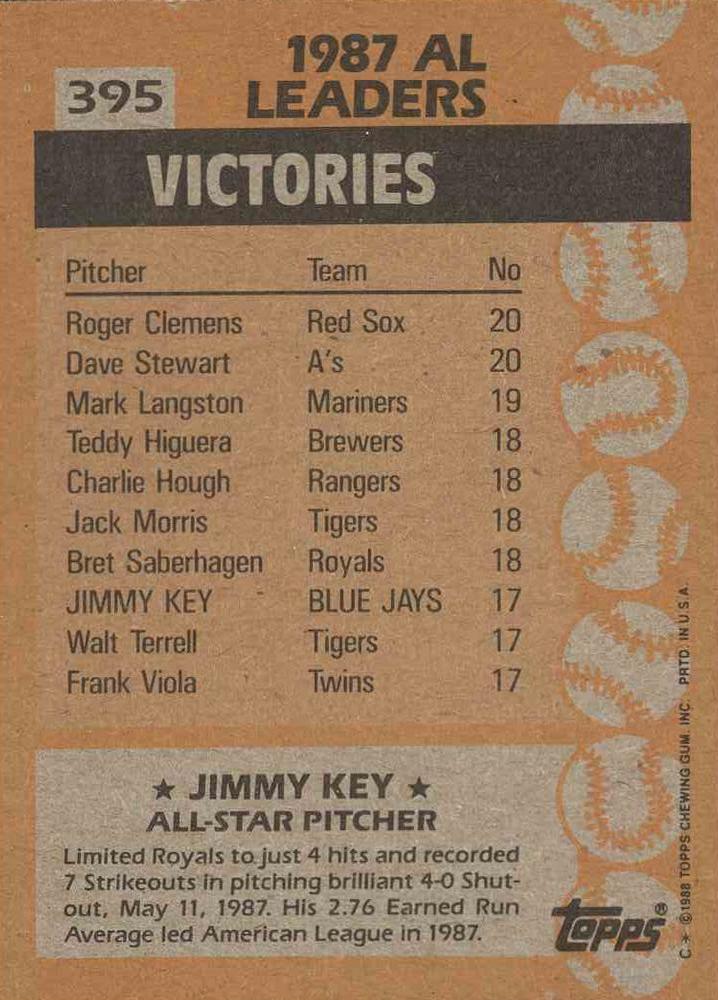 395
1987 AL
LEADERS
VICTORIES
Pitcher Team No
Roger Clemens Red Sox 20
Dave Stewart A's 20
Mark Langston Mariners 19
Teddy Higuera Brewers 18
Charlie Hough Rangers 18
Jack Morris Tigers 18
Bret Saberhagen Royals 18
JIMMY KEY BLUE JAYS 17
Walt Terrell Tigers 17
Frank Viola Twins 17
★ JIMMY KEY ★
ALL-STAR PITCHER
Limited Royals to just 4 hits and recorded
7 Strikeouts in pitching brilliant 4-0 Shut-
out, May 11, 1987. His 2.76 Earned Run
Average led American League in 1987.
Topps®
C ★ ©1988 TOPPS CHEWING GUM, INC. PRTD. IN U.S.A.